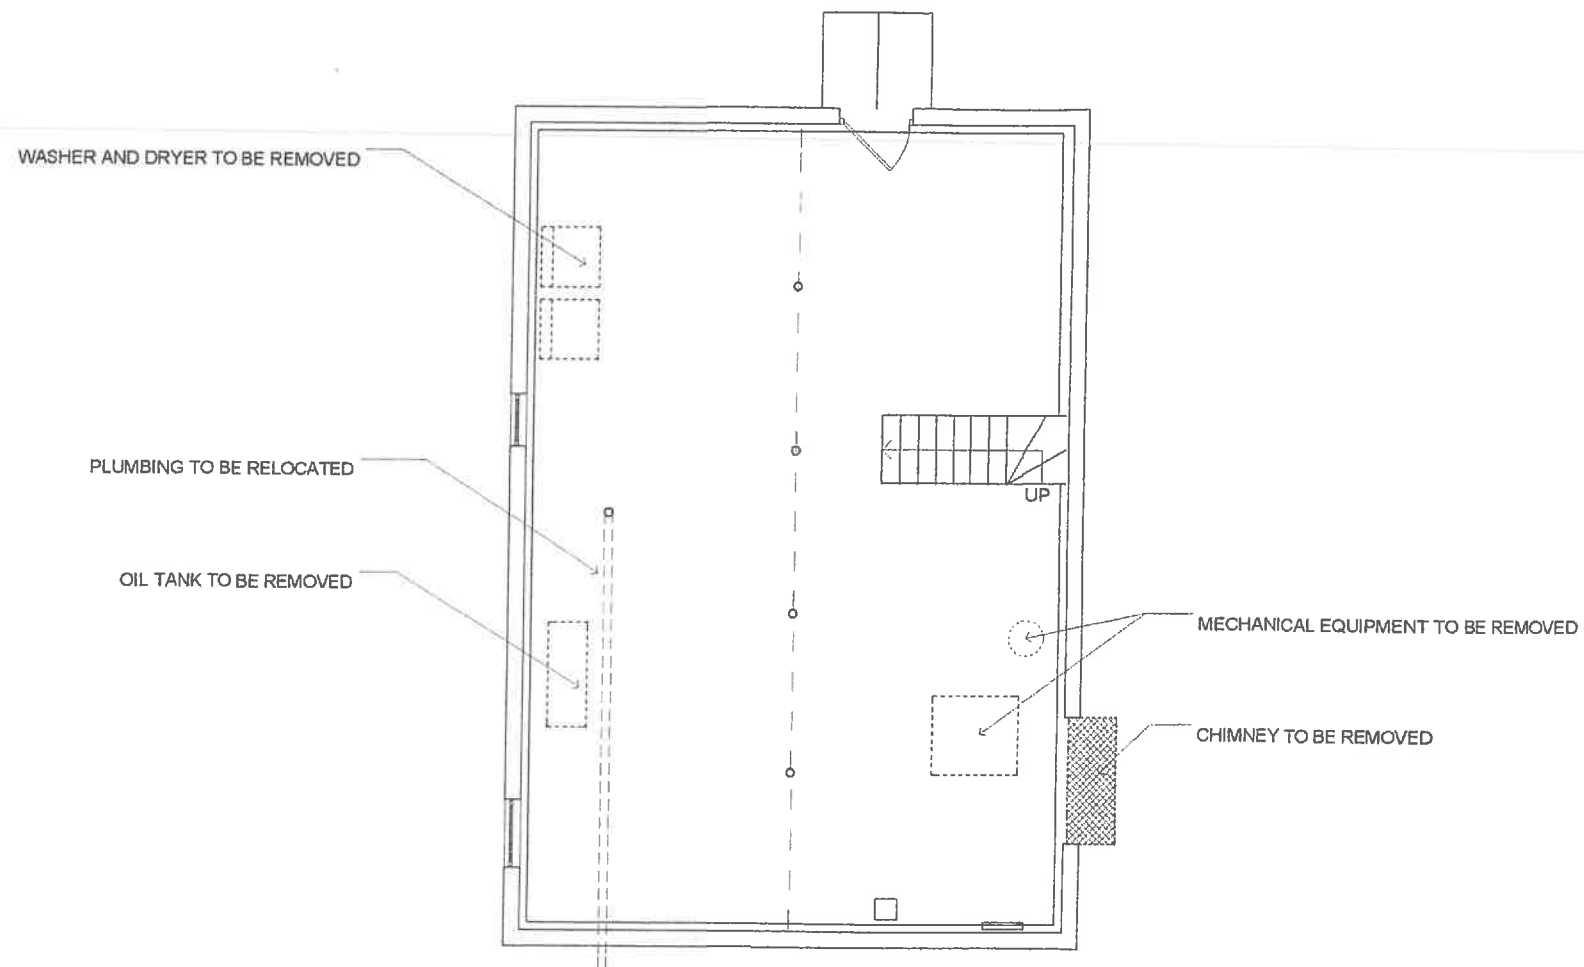 WASHER AND DRYER TO BE REMOVED
PLUMBING TO BE RELOCATED
UP
OIL TANK TO BE REMOVED
MECHANICAL EQUIPMENT TO BE REMOVED
CHIMNEY TO BE REMOVED